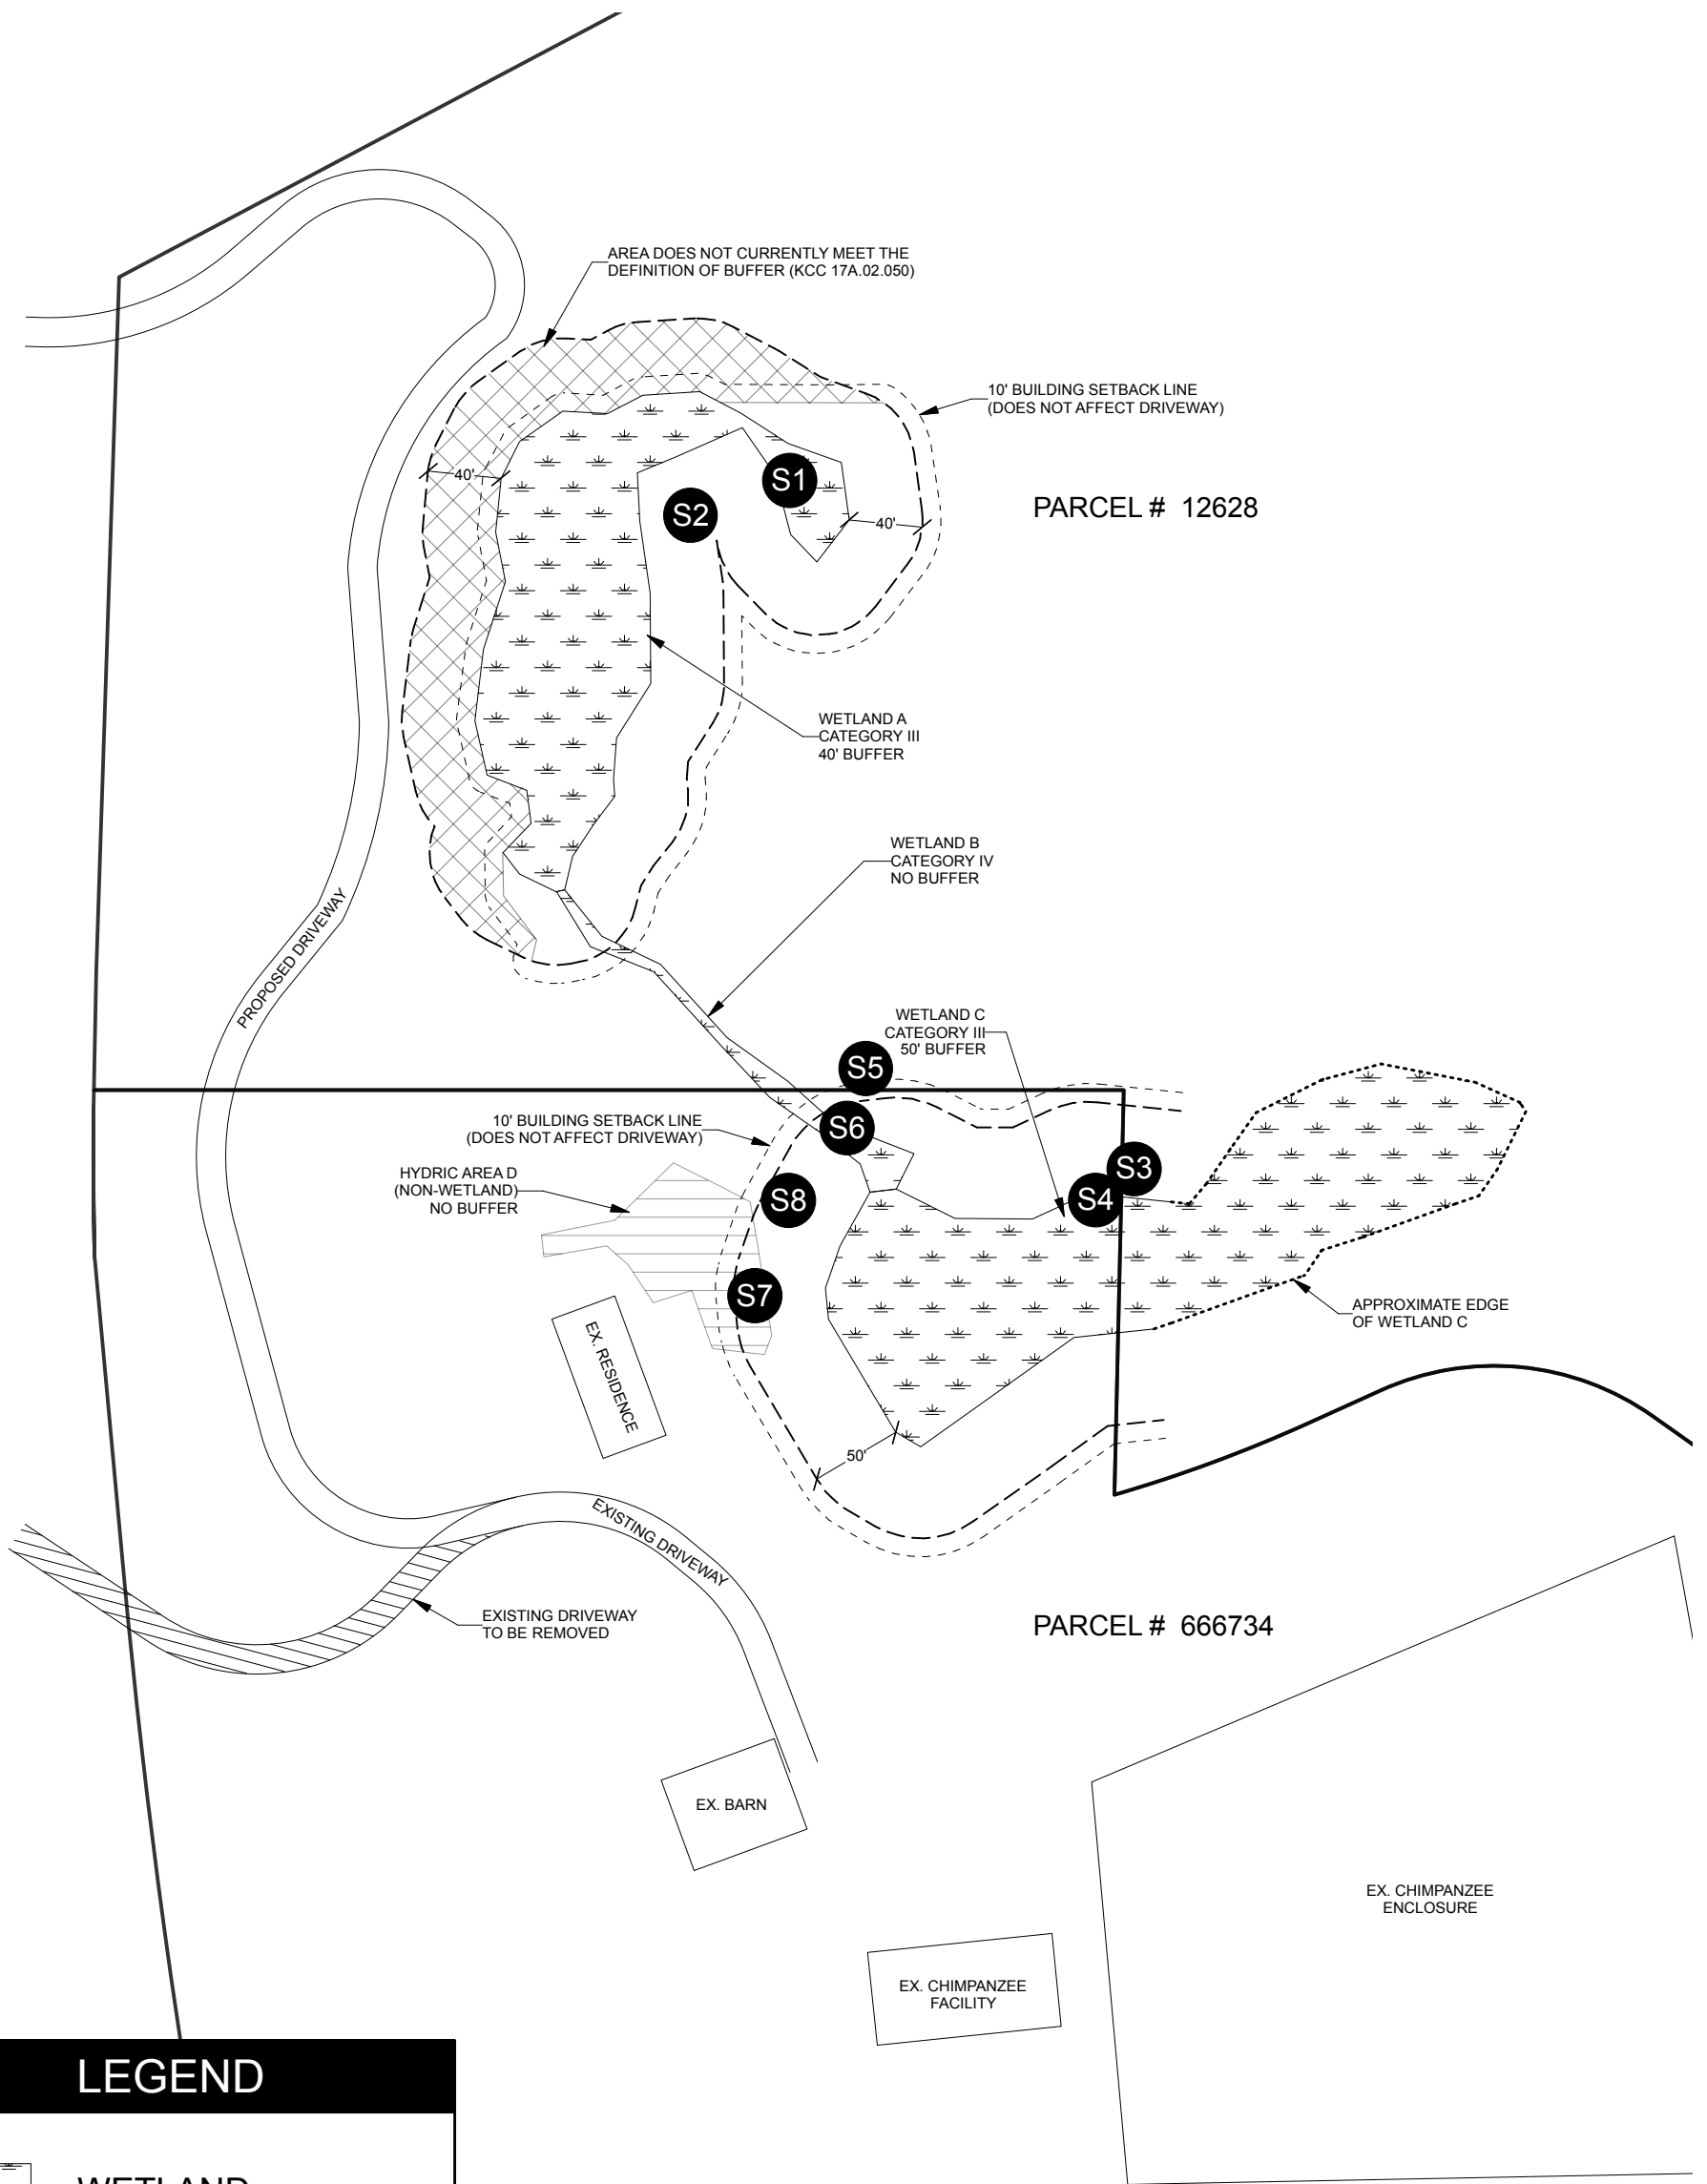 AREA DOES NOT CURRENTLY MEET THE
DEFINITION OF BUFFER (KCC 17A.02.050)
10' BUILDING SETBACK LINE
(DOES NOT AFFECT DRIVEWAY)
40'
S1
S2
40'
PARCEL # 12628
WETLAND A
CATEGORY III
40' BUFFER
WETLAND B
CATEGORY IV
NO BUFFER
PROPOSED DRIVEWAY
WETLAND C
CATEGORY III
50' BUFFER
S5
10' BUILDING SETBACK LINE
(DOES NOT AFFECT DRIVEWAY)
S6
HYDRIC AREA D
(NON-WETLAND)
NO BUFFER
S3
S4
S8
S7
APPROXIMATE EDGE
OF WETLAND C
EX. RESIDENCE
50'
EXISTING DRIVEWAY
EXISTING DRIVEWAY
TO BE REMOVED
PARCEL # 666734
EX. BARN
EX. CHIMPANZEE
ENCLOSURE
EX. CHIMPANZEE
FACILITY
LEGEND
WETLAND